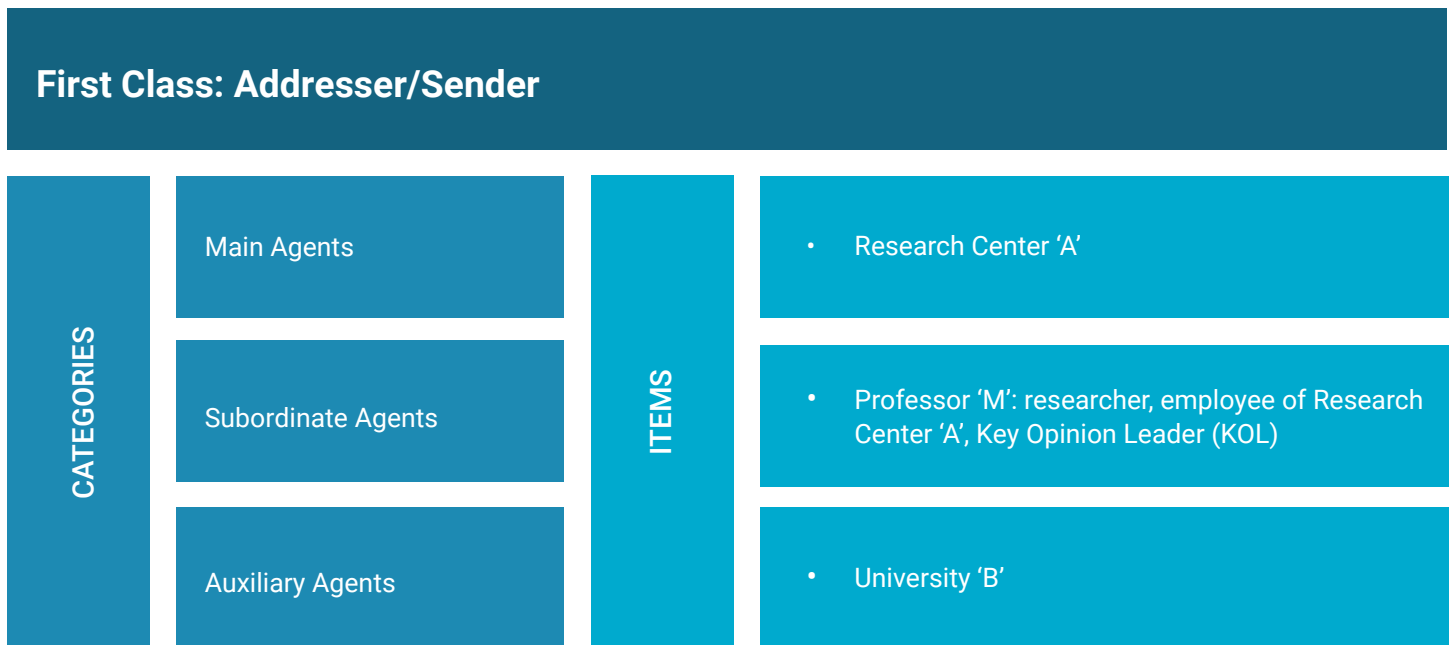 First Class: Addresser/Sender
CATEGORIES
Main Agents
Subordinate Agents
Auxiliary Agents
ITEMS
• Research Center ‘A’
• Professor ‘M’: researcher, employee of Research
Center ‘A’, Key Opinion Leader (KOL)
• University ‘B’